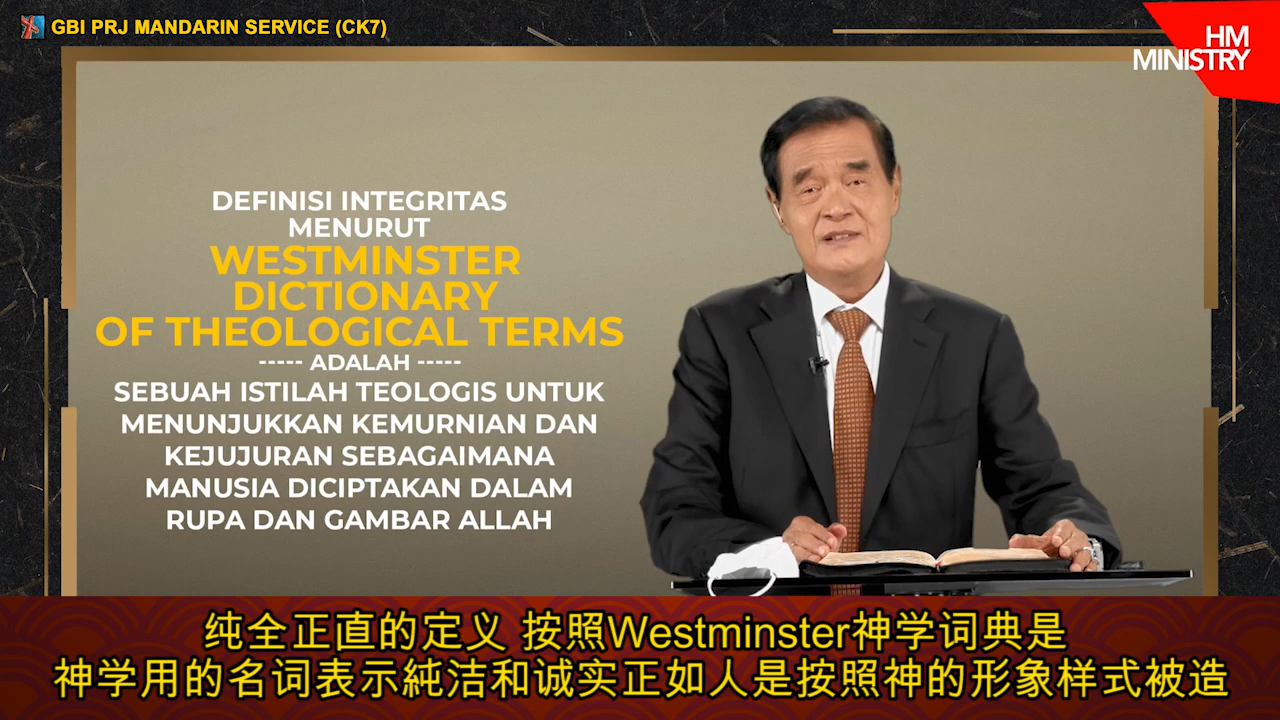 GBI PRJ MANDARIN SERVICE (CK7)
HM
MINISTRY
DEFINISI INTEGRITAS
MENURUT
WESTMINSTER
DICTIONARY
OF THEOLOGICAL TERMS
----- ADALAH -----
SEBUAH ISTILAH TEOLOGIS UNTUK
MENUNJUKKAN KEMURNIAN DAN
KEJUJURAN SEBAGAIMANA
MANUSIA DICIPTAKAN DALAM
RUPA DAN GAMBAR ALLAH
纯全正直的定义 按照Westminster神学词典是
神学用的名词表示純洁和诚实正如人是按照神的形象样式被造